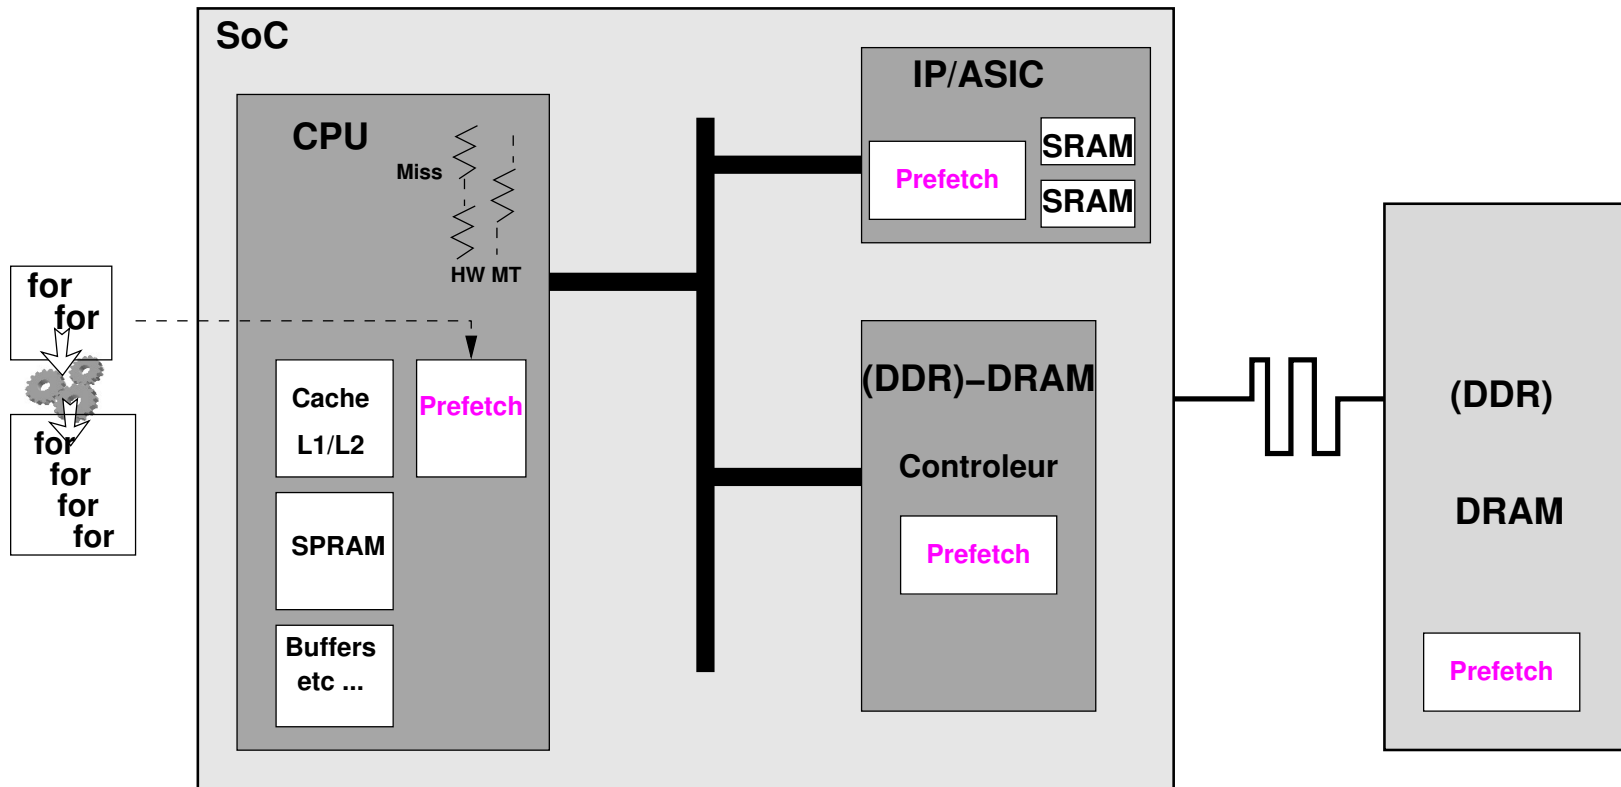 SoC
CPU
Miss
HW MT
for
for
for
for
for
for
Cache
L1/L2
Prefetch
SPRAM
Buffers
etc ...
IP/ASIC
Prefetch
SRAM
SRAM
(DDR)–DRAM
Controleur
Prefetch
(DDR)
DRAM
Prefetch